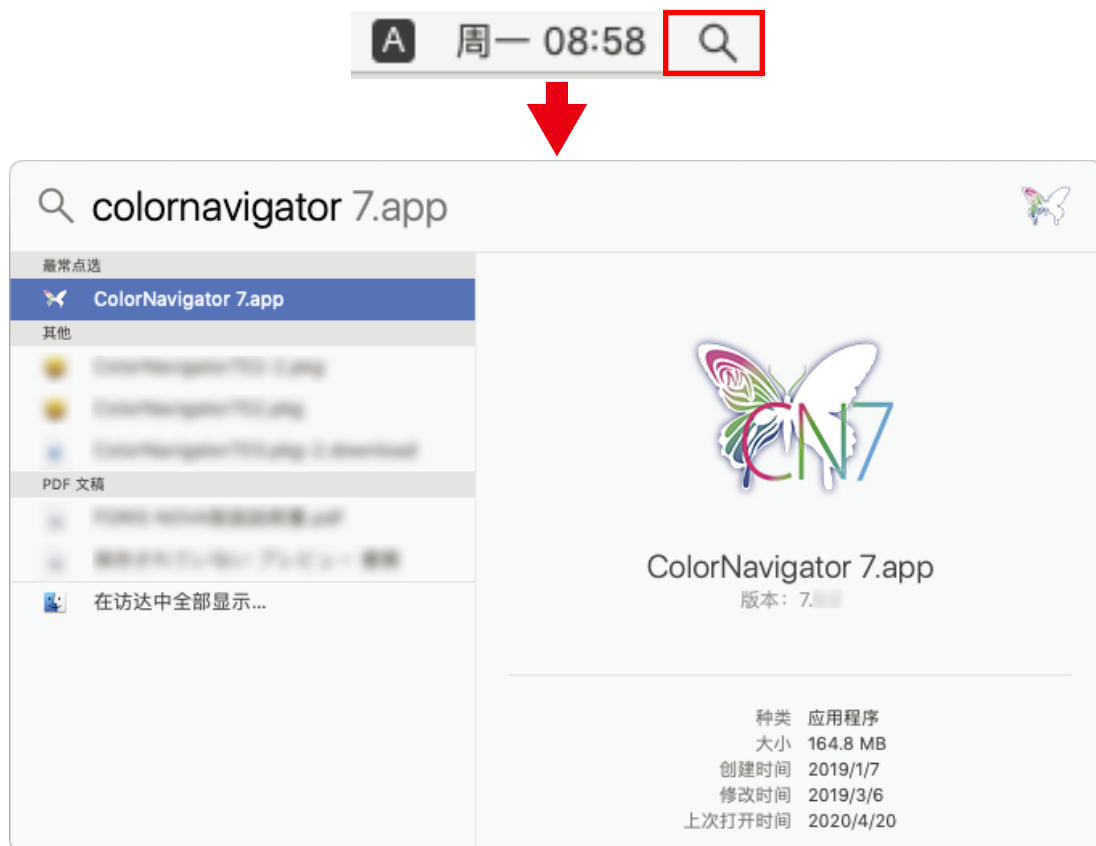 A 周一 08:58
colornavigator 7.app
最常点选
ColorNavigator 7.app
其他
PDF 文稿
在访达中全部显示...
CN7
ColorNavigator 7.app
版本： 7.
种类 应用程序
大小 164.8 MB
创建时间 2019/1/7
修改时间 2019/3/6
上次打开时间 2020/4/20